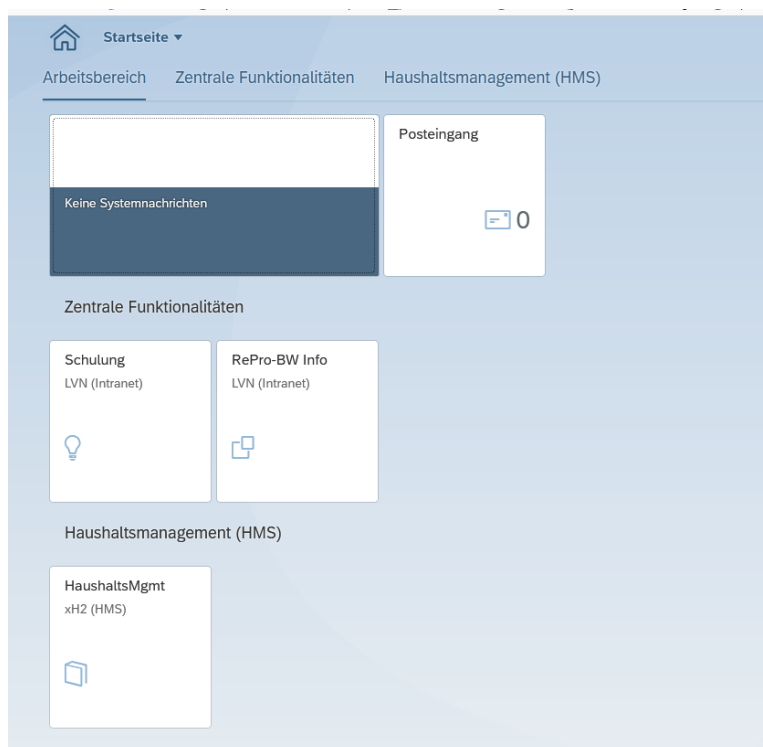 Startseite
Arbeitsbereich Zentrale Funktionalitäten Haushaltsmanagement (HMS)
Keine Systemnachrichten
Posteingang
0
Zentrale Funktionalitäten
Schulung
LVN (Intranet)
RePro-BW Info
LVN (Intranet)
Haushaltsmanagement (HMS)
HaushaltsMgmt
xH2 (HMS)